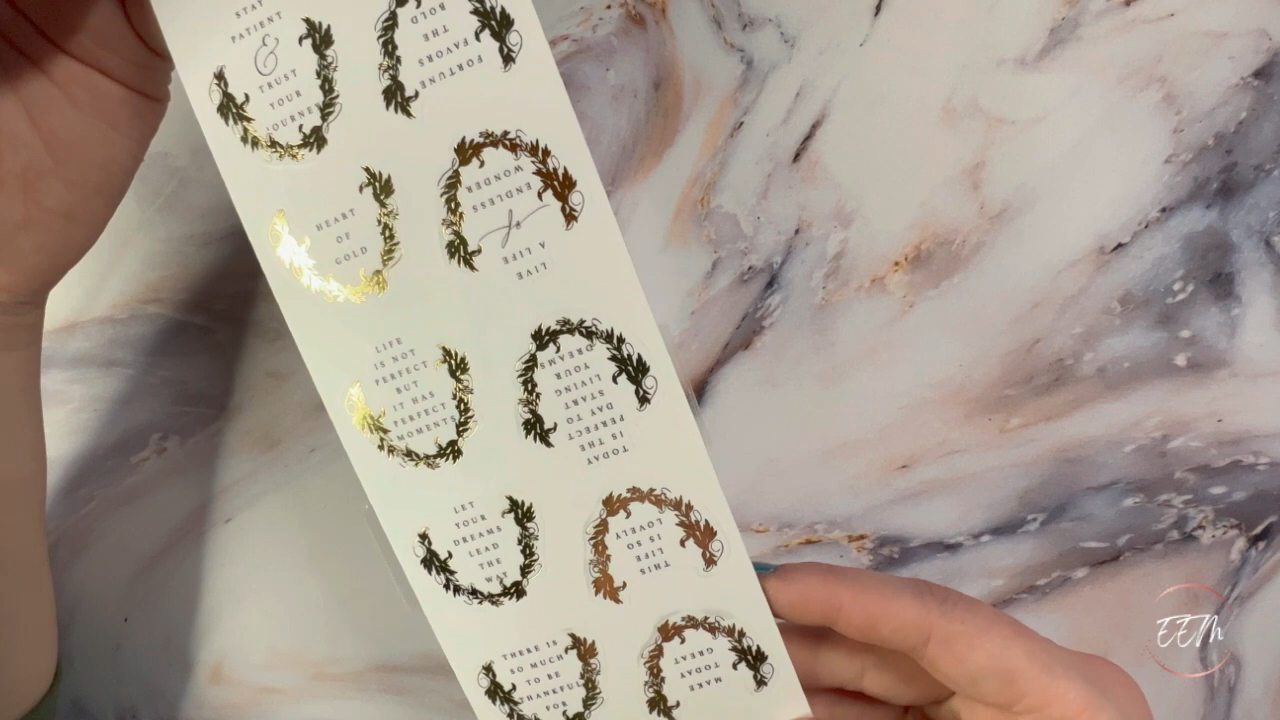 STAY
PATIENT
&
TRUST
YOUR
JOURNEY
HEART
OF
GOLD
LIFE
IS NOT
PERFECT
BUT
IT HAS
PERFECT
MOMENTS
LET
YOUR
DREAMS
LEAD
THE
WAY
THERE IS
SO MUCH
TO BE
THANKFUL
FOR
FORTUNE
FAVORS
THE
BOLD
LIVE
A LIFE
of
ENDLESS
WONDER
TODAY
IS THE
PERFECT
DAY TO
START
LIVING
YOUR
DREAMS
THIS
LIFE
IS SO
LOVELY
MAKE
TODAY
GREAT
EEM